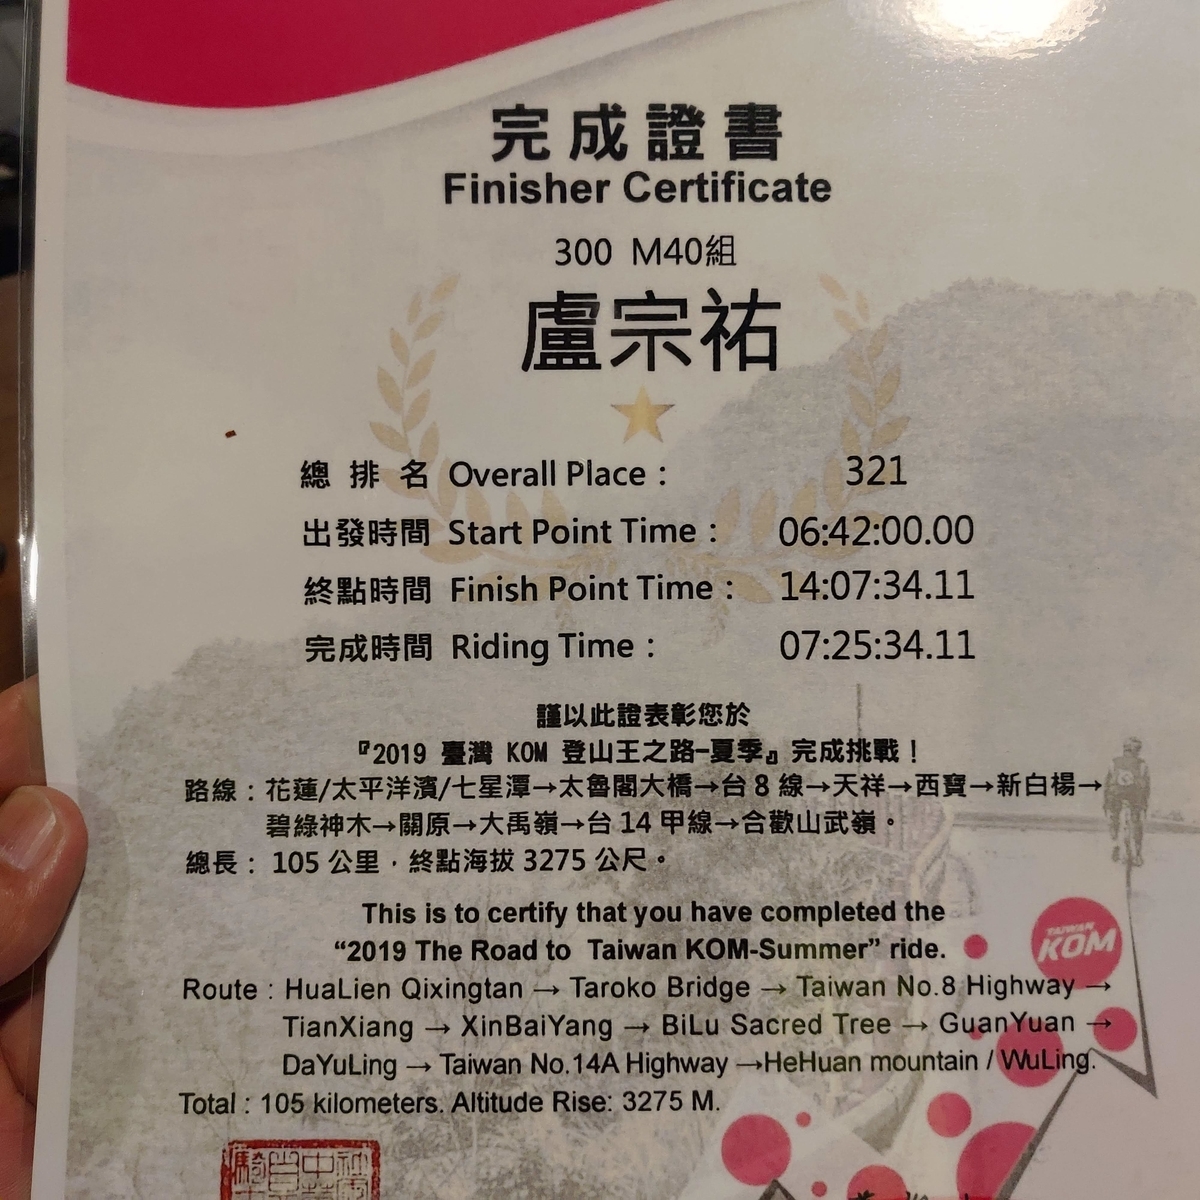 完成證書
Finisher Certificate
300 M40組
盧宗祐
總排名 Overall Place： 321
出發時間 Start Point Time： 06:42:00.00
終點時間 Finish Point Time： 14:07:34.11
完成時間 Riding Time： 07:25:34.11
謹以此證表彰您於
『2019 臺灣 KOM 登山王之路-夏季』完成挑戰！
路線：花蓮/太平洋濱/七星潭→太魯閣大橋→台 8 線→天祥→西寶→新白楊→
碧綠神木→關原→大禹嶺→台 14 甲線→合歡山武嶺。
總長： 105 公里，終點海拔 3275 公尺。
This is to certify that you have completed the
“2019 The Road to Taiwan KOM-Summer” ride.
TAIWAN
KOM
Route : HuaLien Qixingtan → Taroko Bridge → Taiwan No.8 Highway →
TianXiang → XinBaiYang → BiLu Sacred Tree → GuanYuan →
DaYuLing → Taiwan No.14A Highway →HeHuan mountain / WuLing.
Total : 105 kilometers. Altitude Rise: 3275 M.